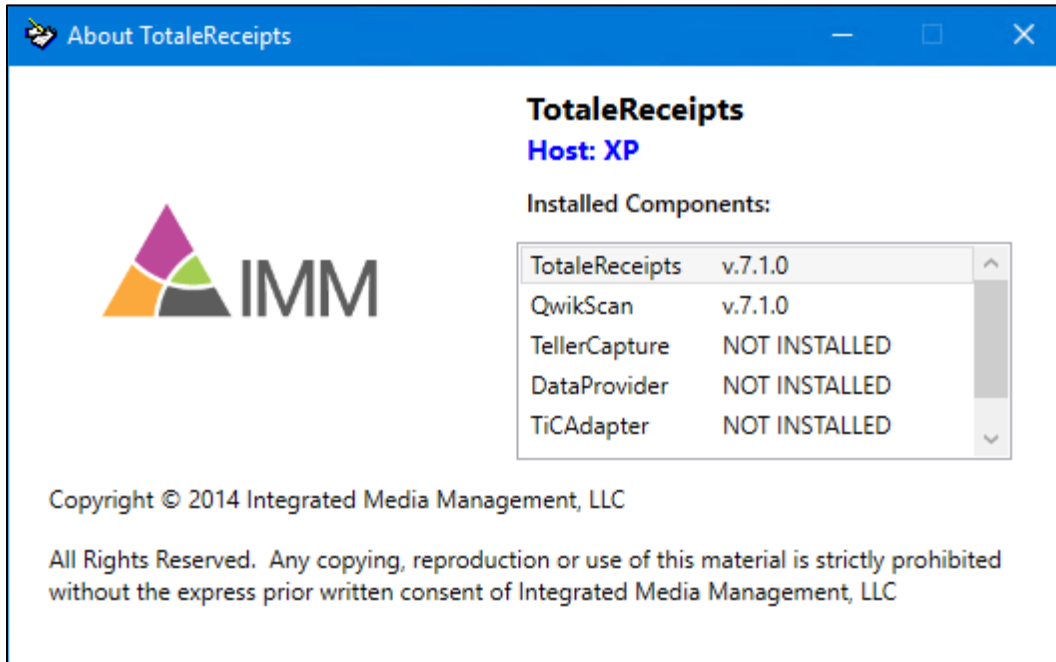 About TotaleReceipts
TotaleReceipts
Host: XP
Installed Components:
TotaleReceipts v.7.1.0
QwikScan v.7.1.0
TellerCapture NOT INSTALLED
DataProvider NOT INSTALLED
TiCAdapter NOT INSTALLED
IMM
Copyright © 2014 Integrated Media Management, LLC
All Rights Reserved.  Any copying, reproduction or use of this material is strictly prohibited
without the express prior written consent of Integrated Media Management, LLC